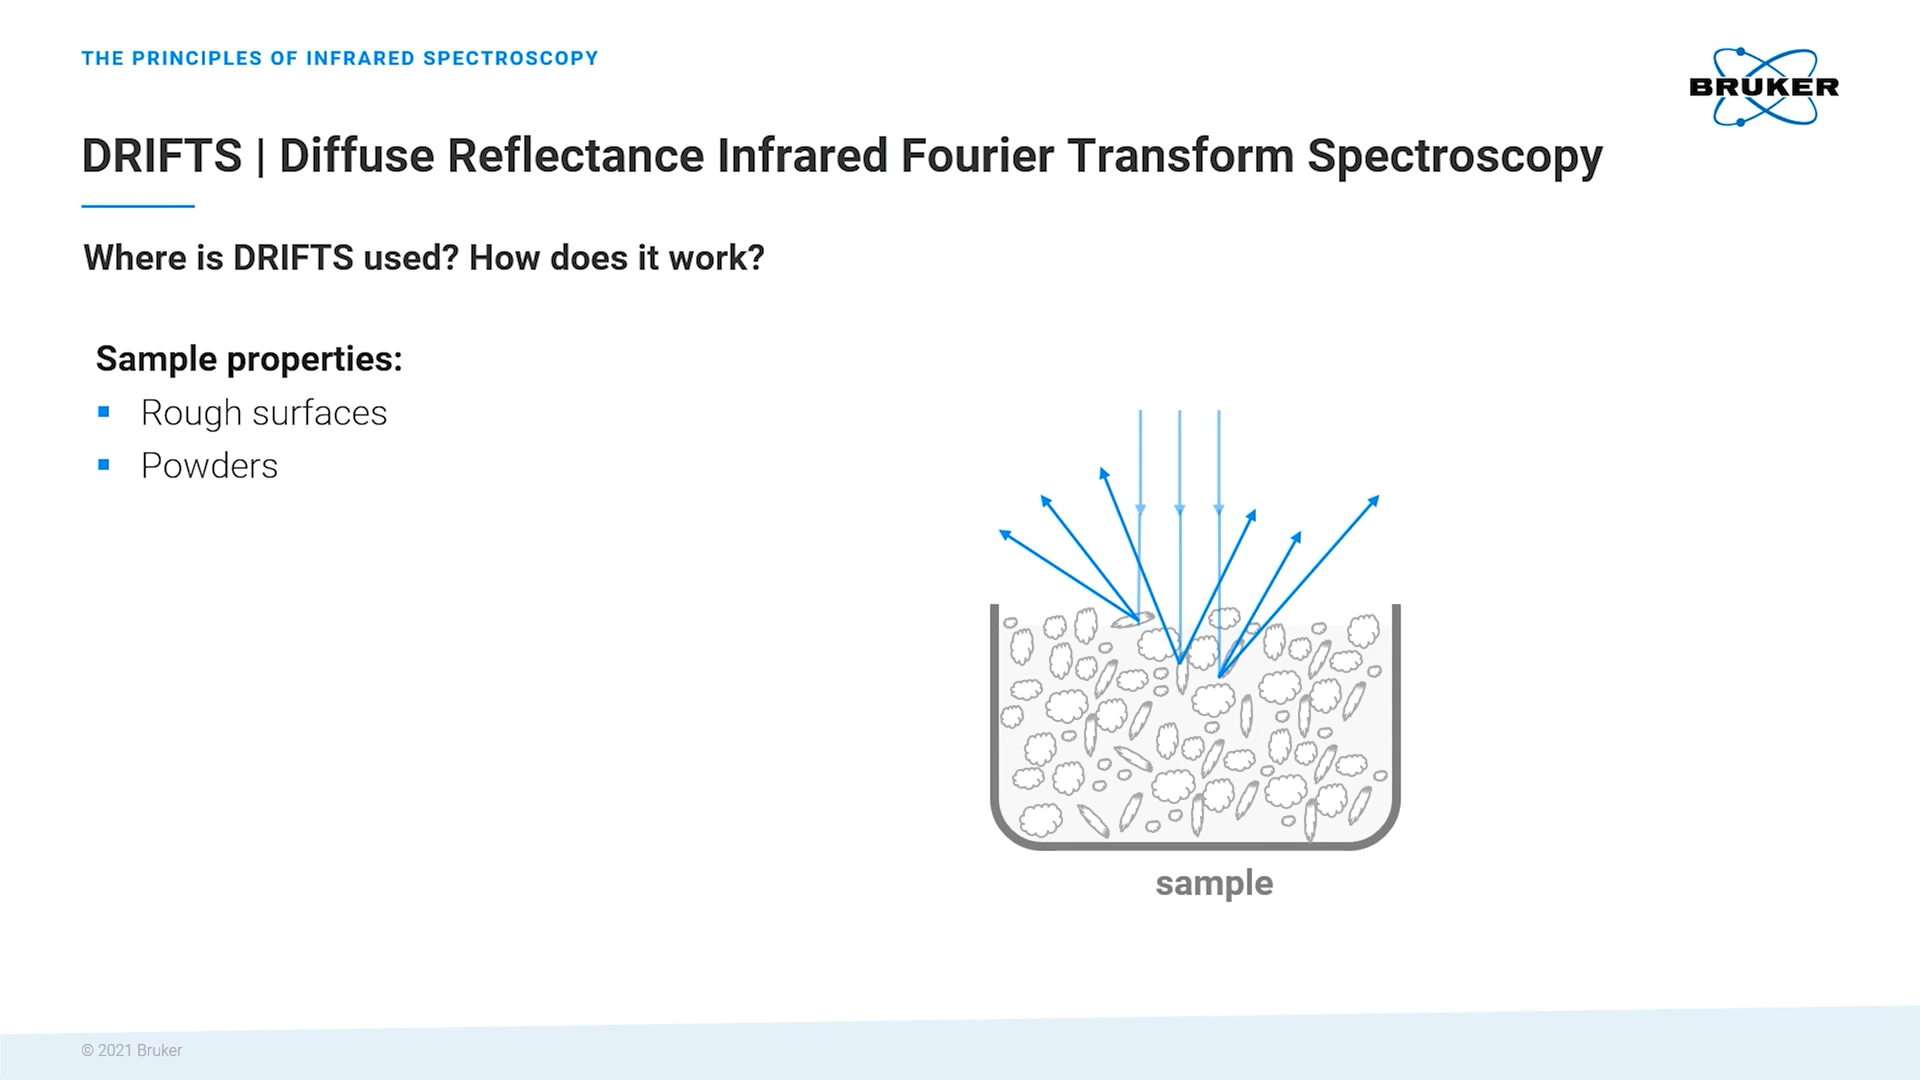 THE PRINCIPLES OF INFRARED SPECTROSCOPY
BRUKER
DRIFTS | Diffuse Reflectance Infrared Fourier Transform Spectroscopy
Where is DRIFTS used? How does it work?
Sample properties:
Rough surfaces
Powders
sample
© 2021 Bruker